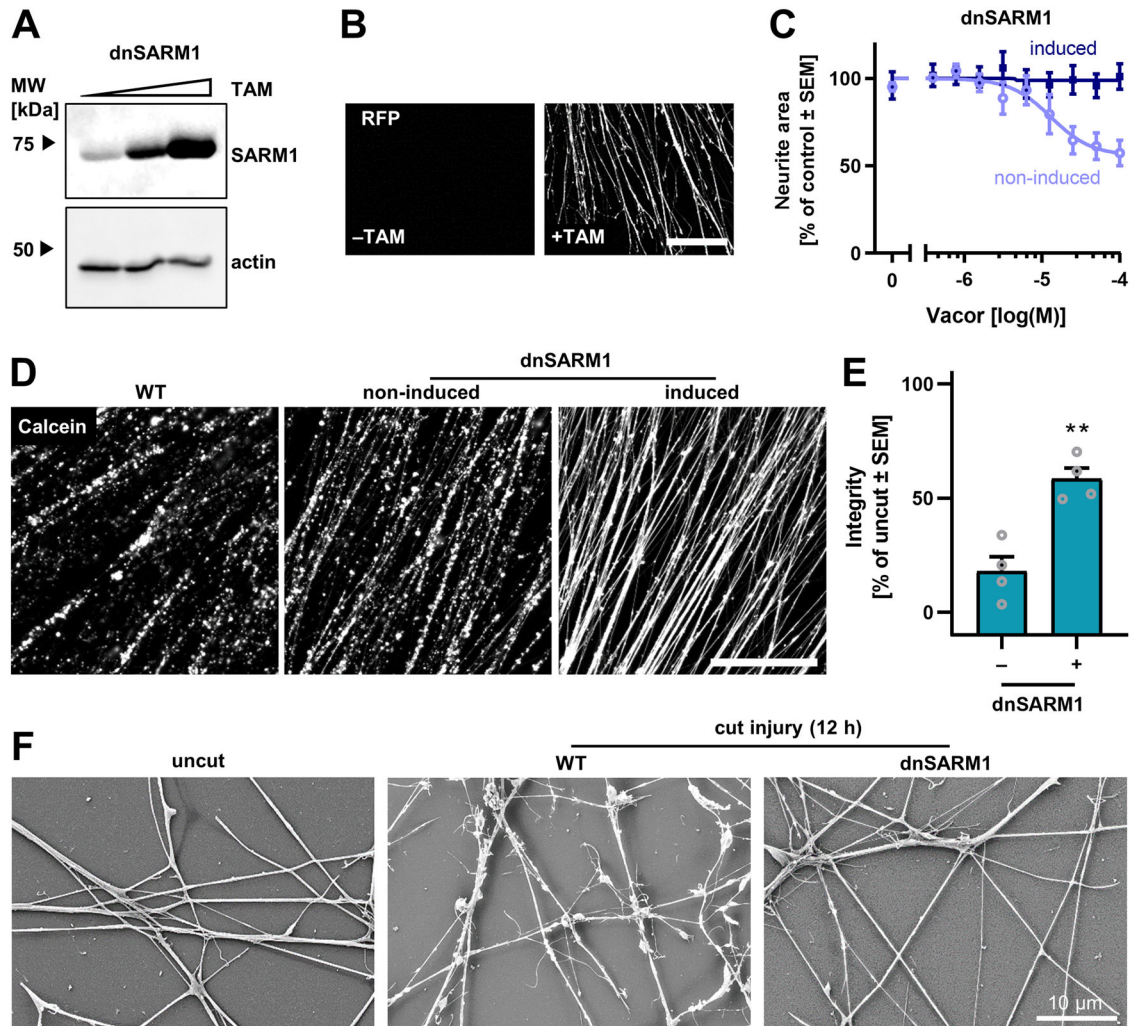 A
dnSARM1
MW
[kDa]
TAM
75
SARM1
50
actin
B
RFP
–TAM
+TAM
C
dnSARM1
induced
non-induced
100
50
0
Neurite area
[% of control ± SEM]
0
-6
-5
-4
Vacor [log(M)]
D
dnSARM1
WT
non-induced
induced
Calcein
E
100
50
0
**
Integrity
[% of uncut ± SEM]
–
+
dnSARM1
F
cut injury (12 h)
uncut
WT
dnSARM1
10 µm